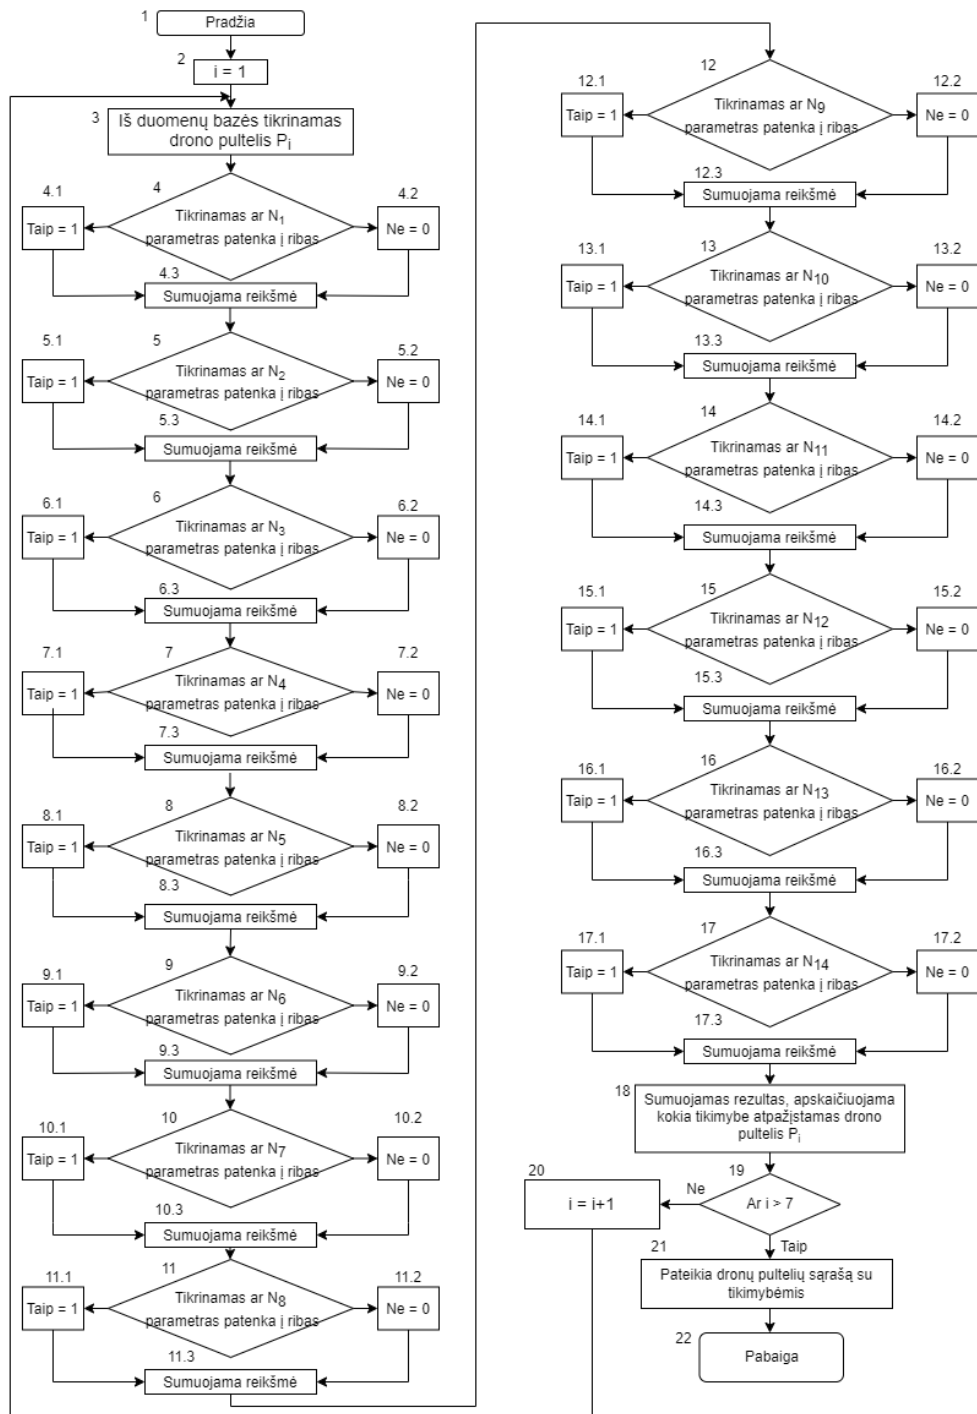 1
Pradžia
2
i = 1
3
Iš duomenų bazės tikrinamas
drono pultelis Pi
4.1
4
4.2
Taip = 1
Tikrinamas ar N1
parametras patenka į ribas
Ne = 0
4.3
Sumuojama reikšmė
5.1
5
5.2
Taip = 1
Tikrinamas ar N2
parametras patenka į ribas
Ne = 0
5.3
Sumuojama reikšmė
6.1
6
6.2
Taip = 1
Tikrinamas ar N3
parametras patenka į ribas
Ne = 0
6.3
Sumuojama reikšmė
7.1
7
7.2
Taip = 1
Tikrinamas ar N4
parametras patenka į ribas
Ne = 0
7.3
Sumuojama reikšmė
8.1
8
8.2
Taip = 1
Tikrinamas ar N5
parametras patenka į ribas
Ne = 0
8.3
Sumuojama reikšmė
9.1
9
9.2
Taip = 1
Tikrinamas ar N6
parametras patenka į ribas
Ne = 0
9.3
Sumuojama reikšmė
10.1
10
10.2
Taip = 1
Tikrinamas ar N7
parametras patenka į ribas
Ne = 0
10.3
Sumuojama reikšmė
11.1
11
11.2
Taip = 1
Tikrinamas ar N8
parametras patenka į ribas
Ne = 0
11.3
Sumuojama reikšmė
12.1
12
12.2
Taip = 1
Tikrinamas ar N9
parametras patenka į ribas
Ne = 0
12.3
Sumuojama reikšmė
13.1
13
13.2
Taip = 1
Tikrinamas ar N10
parametras patenka į ribas
Ne = 0
13.3
Sumuojama reikšmė
14.1
14
14.2
Taip = 1
Tikrinamas ar N11
parametras patenka į ribas
Ne = 0
14.3
Sumuojama reikšmė
15.1
15
15.2
Taip = 1
Tikrinamas ar N12
parametras patenka į ribas
Ne = 0
15.3
Sumuojama reikšmė
16.1
16
16.2
Taip = 1
Tikrinamas ar N13
parametras patenka į ribas
Ne = 0
16.3
Sumuojama reikšmė
17.1
17
17.2
Taip = 1
Tikrinamas ar N14
parametras patenka į ribas
Ne = 0
17.3
Sumuojama reikšmė
18
Sumuojamas rezultas, apskaičiuojama
kokia tikimybe atpažįstamas drono
pultelis Pi
19
Ar i > 7
Ne
20
i = i+1
Taip
21
Pateikia dronų pultelių sąrašą su
tikimybėmis
22
Pabaiga